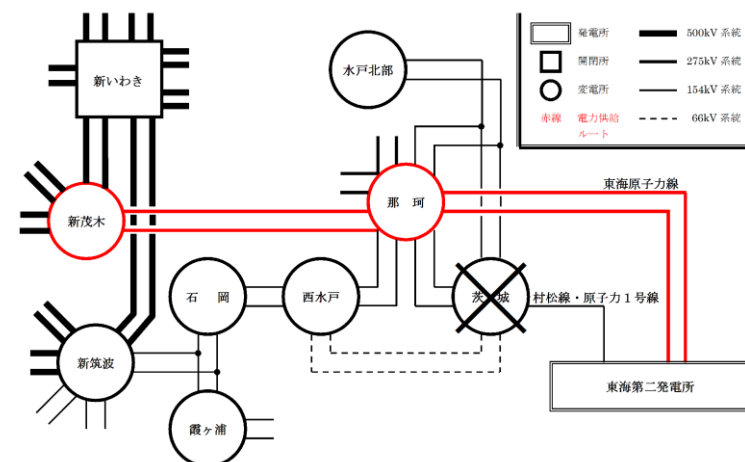 発電所
500kV 系統
開閉所
275kV 系統
変電所
154kV 系統
赤線 電力供給
ルート
66kV 系統
新いわき
水戸北部
東海原子力線
那 珂
新茂木
石 岡
西水戸
茨 城
村松線・原子力１号線
新筑波
東海第二発電所
霞ヶ浦